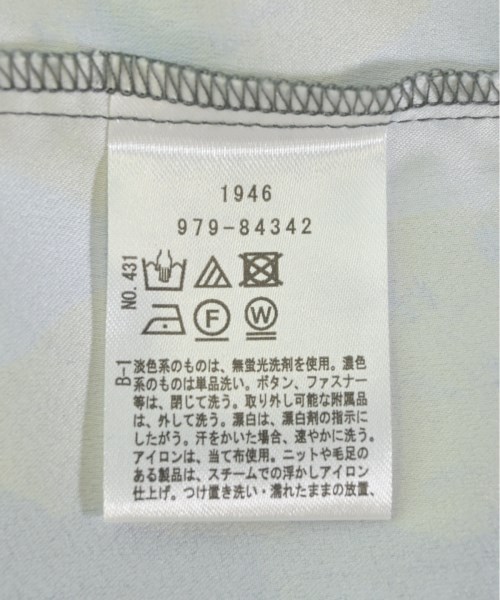 1946
979-84342
NO. 431
F
W
B-1
淡色系のものは、無蛍光洗剤を使用。濃色
系のものは単品洗い。ボタン、ファスナー
等は、閉じて洗う。取り外し可能な附属品
は、外して洗う。漂白は、漂白剤の指示に
したがう。汗をかいた場合、速やかに洗う。
アイロンは、当て布使用。ニットや毛足の
ある製品は、スチームでの浮かしアイロン
仕上げ。つけ置き洗い・濡れたままの放置、